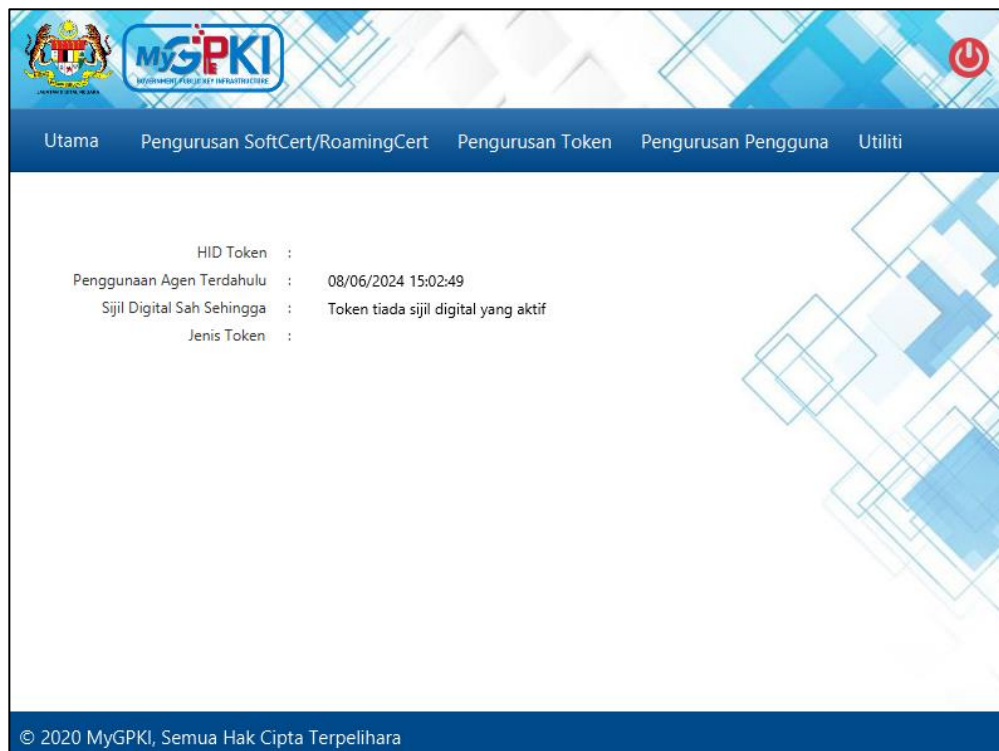 MyGPKI
GOVERNMENT PUBLIC KEY INFRASTRUCTURE
Utama Pengurusan SoftCert/RoamingCert Pengurusan Token Pengurusan Pengguna Utiliti
HID Token :
Penggunaan Agen Terdahulu : 08/06/2024 15:02:49
Sijil Digital Sah Sehingga : Token tiada sijil digital yang aktif
Jenis Token :
© 2020 MyGPKI, Semua Hak Cipta Terpelihara